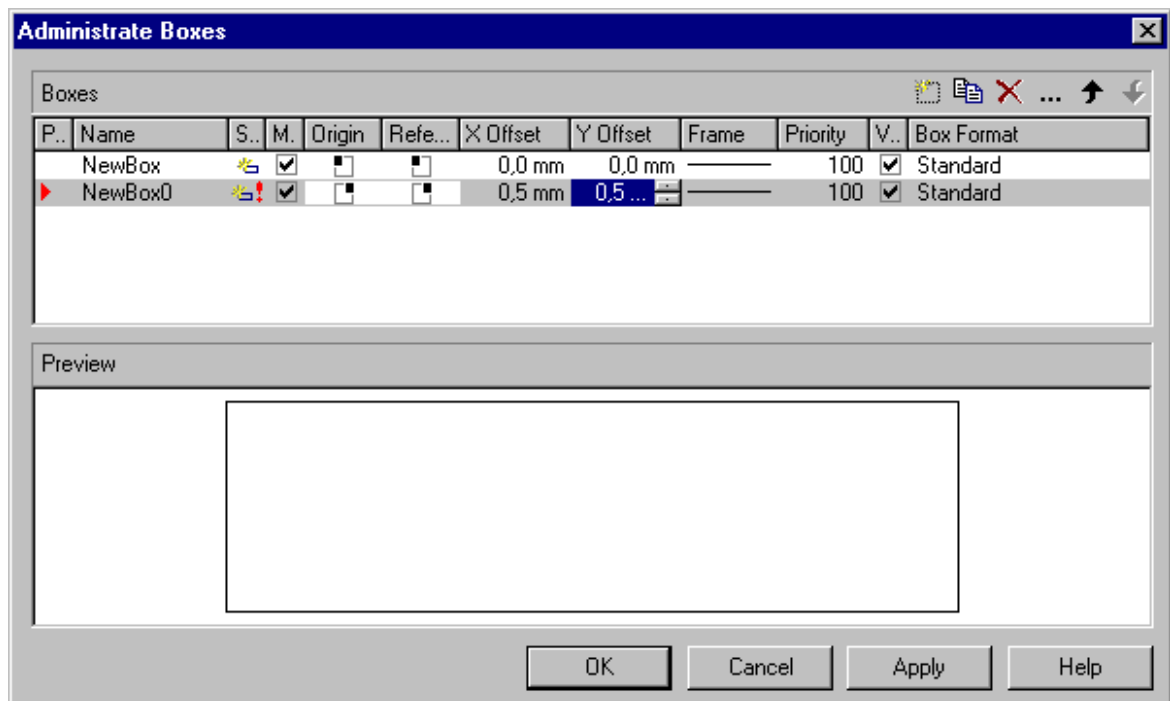 Administrate Boxes
Boxes ...
P.. Name S.. M. Origin Refe... X Offset Y Offset Frame Priority V.. Box Format
NewBox 0,0 mm 0,0 mm 100 Standard
NewBox0 0,5 mm 0,5 ... 100 Standard
Preview
OK Cancel Apply Help